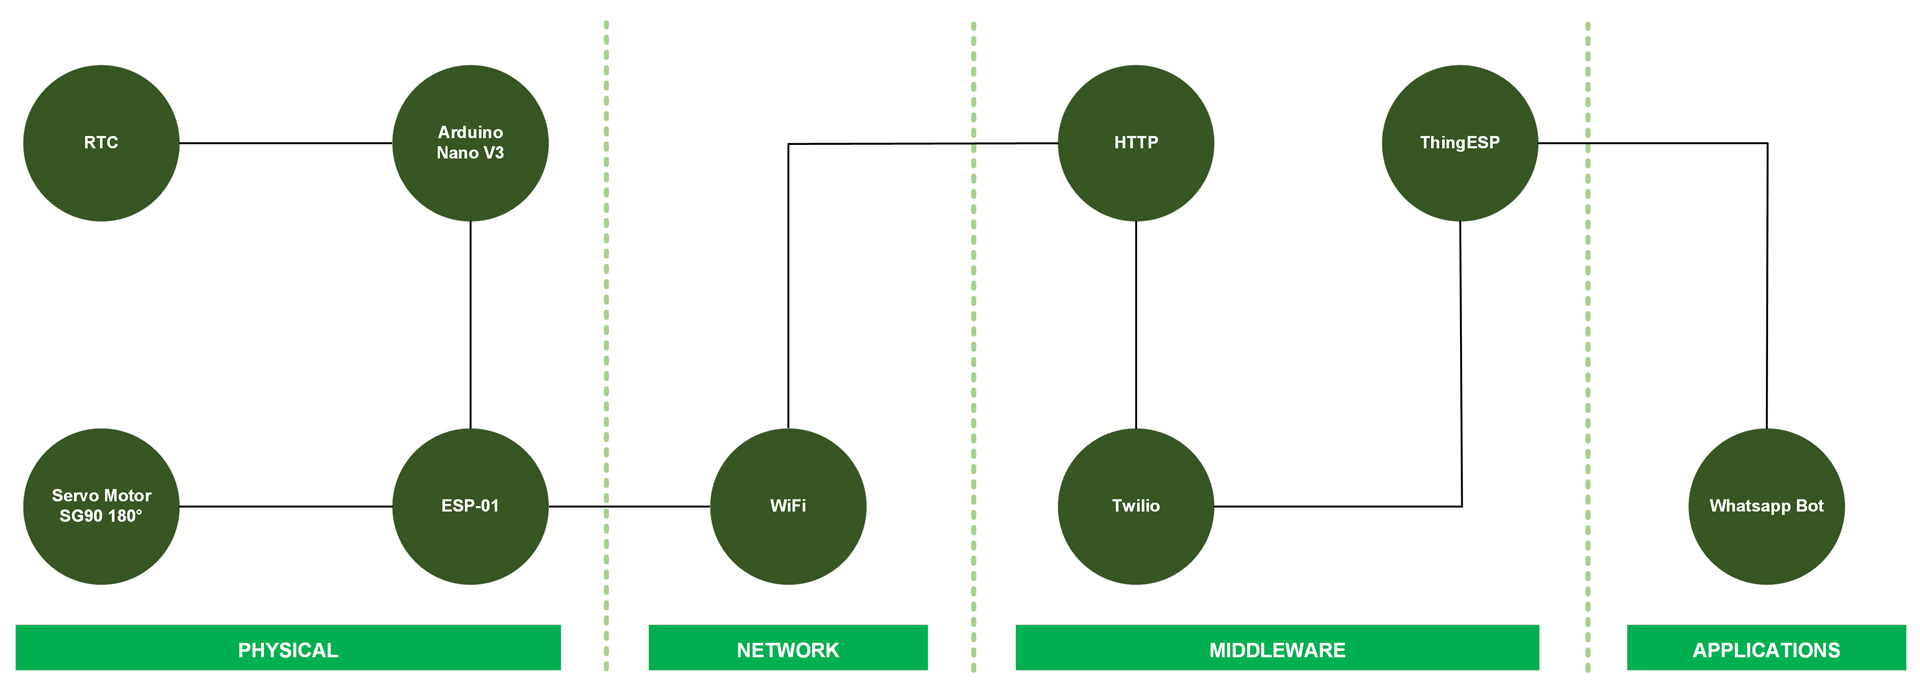 RTC
Arduino
Nano V3
HTTP
ThingESP
Servo Motor
SG90 180°
ESP-01
WiFi
Twilio
Whatsapp Bot
PHYSICAL
NETWORK
MIDDLEWARE
APPLICATIONS